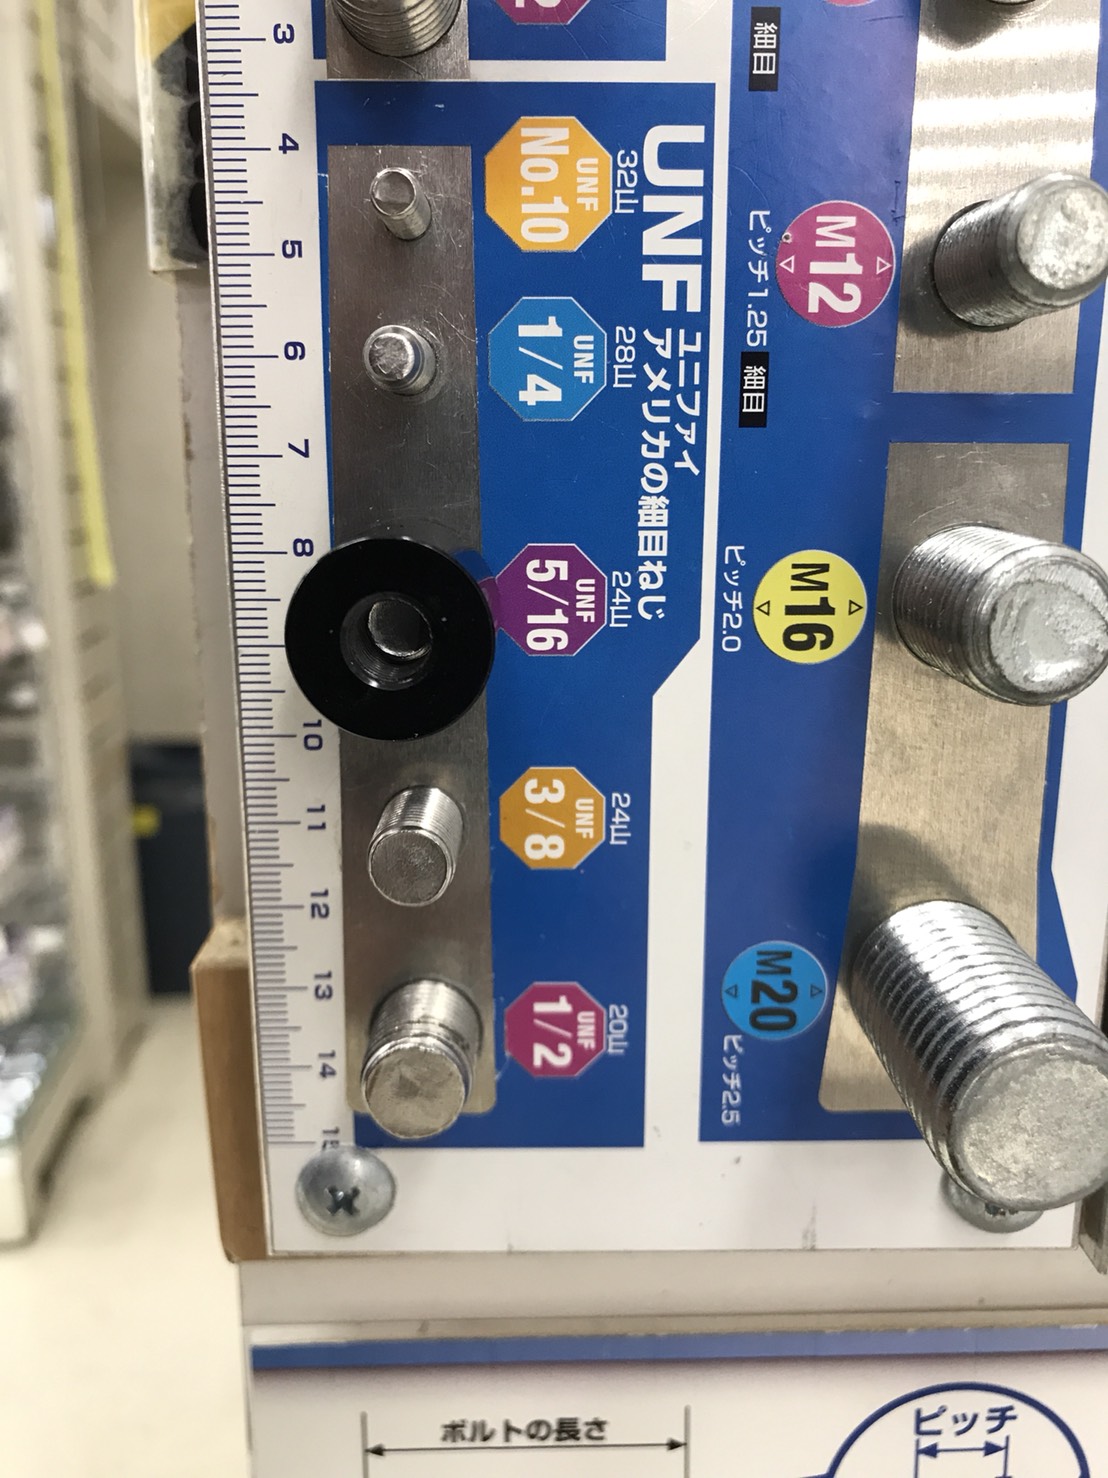 3
4
5
6
7
8
10
11
12
13
14
細目
UNF
ユニファイ
アメリカの細目ねじ
UNF
No.10
32山
UNF
1/4
28山
UNF
5/16
24山
UNF
3/8
24山
UNF
1/2
20山
M12
ピッチ1.25 細目
M16
ピッチ2.0
M20
ピッチ2.5
ボルトの長さ
ピッチ